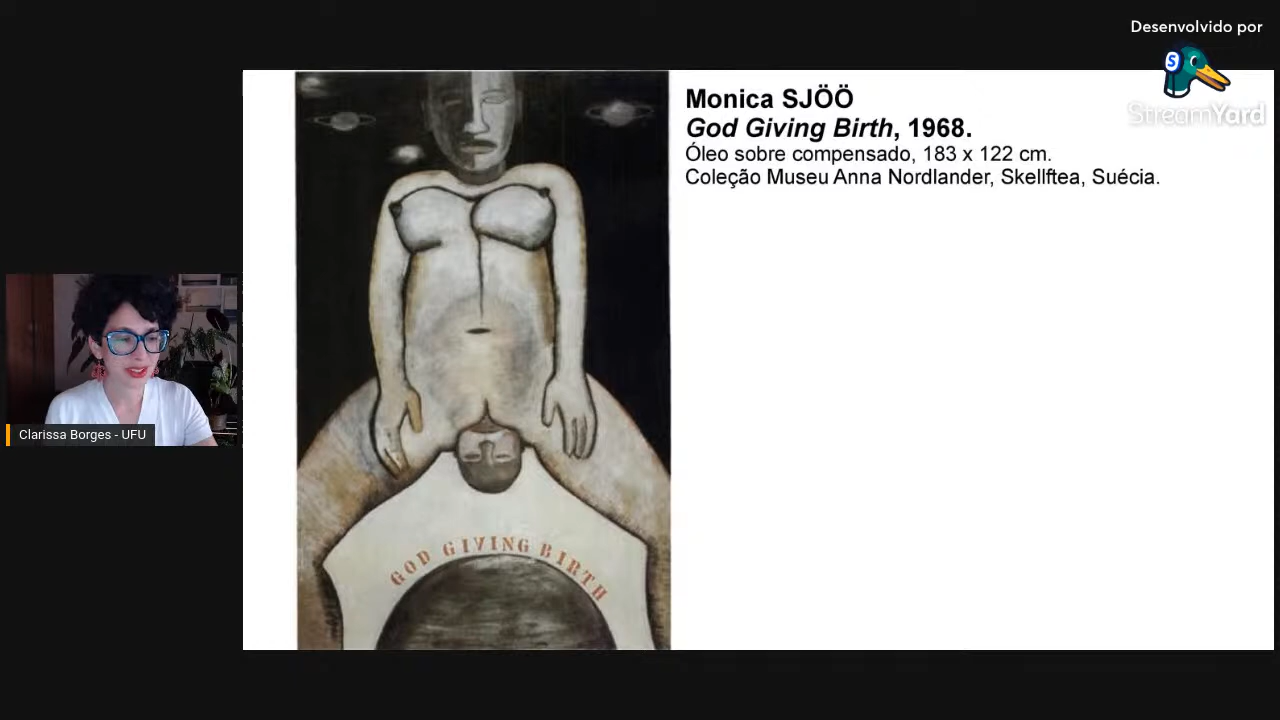 Desenvolvido por
StreamYard
Monica SJÖÖ
God Giving Birth, 1968.
Óleo sobre compensado, 183 x 122 cm.
Coleção Museu Anna Nordlander, Skellftea, Suécia.
Clarissa Borges - UFU
GOD GIVING BIRTH